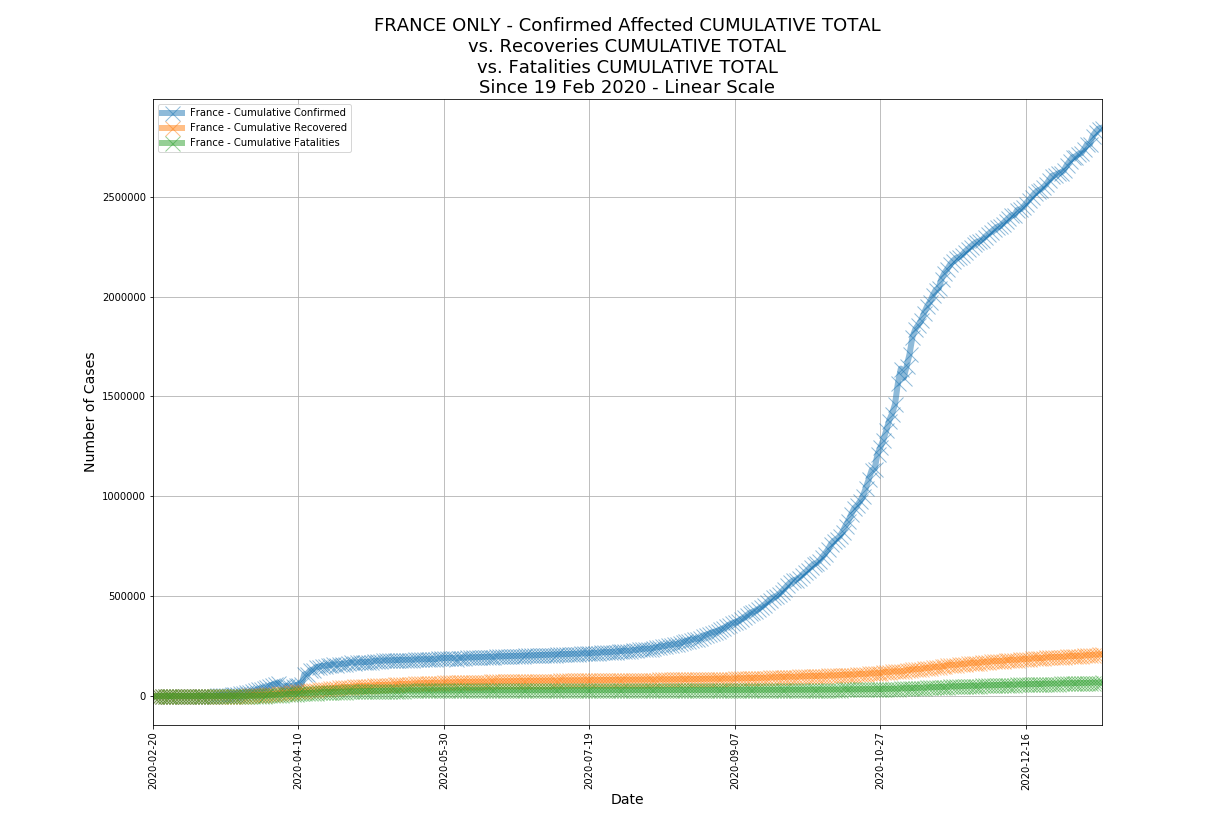 FRANCE ONLY - Confirmed Affected CUMULATIVE TOTAL
vs. Recoveries CUMULATIVE TOTAL
vs. Fatalities CUMULATIVE TOTAL
Since 19 Feb 2020 - Linear Scale
France - Cumulative Confirmed
France - Cumulative Recovered
France - Cumulative Fatalities
Number of Cases
2500000
2000000
1500000
1000000
500000
0
2020-02-20
2020-04-10
2020-05-30
2020-07-19
2020-09-07
2020-10-27
2020-12-16
Date